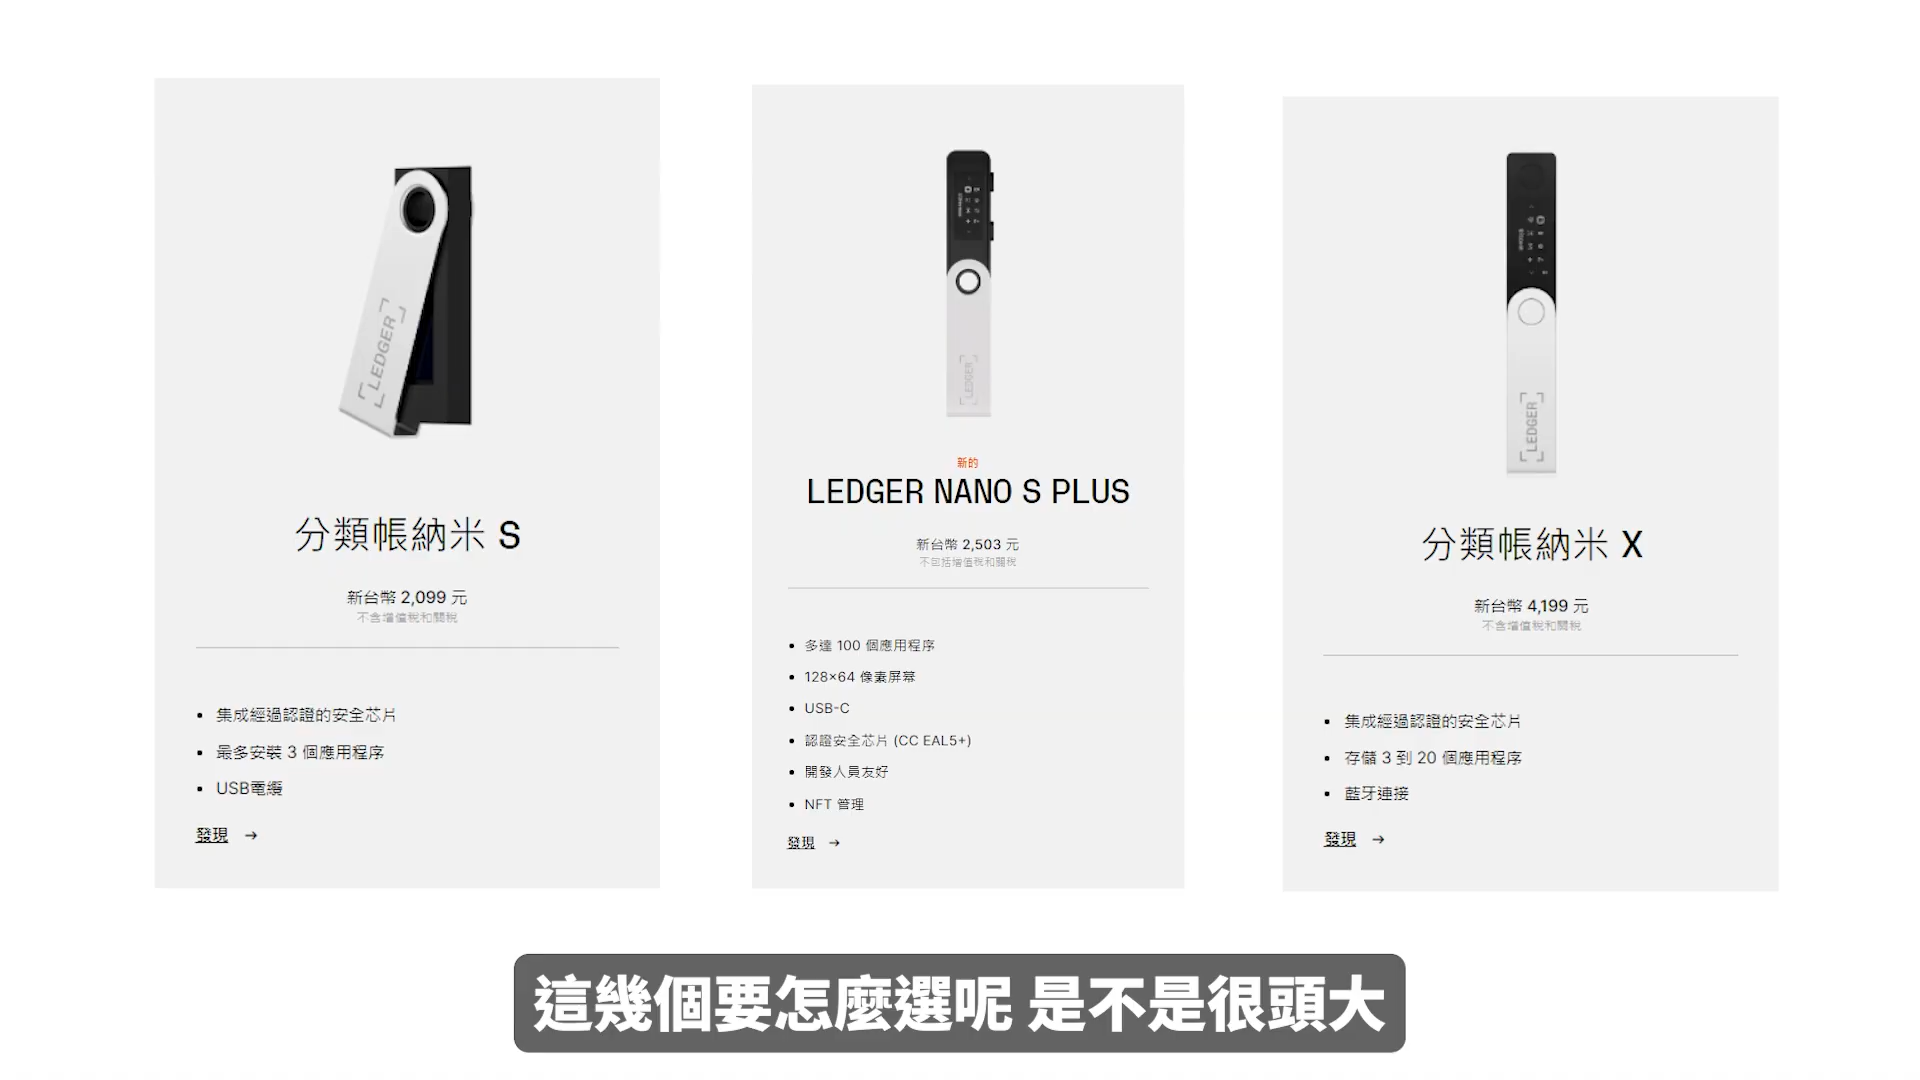 LEDGER
分類帳納米 S
新台幣 2,099 元
不含增值稅和關稅
集成經過認證的安全芯片
最多安裝 3 個應用程序
USB電纜
發現 →
LEDGER
新的
LEDGER NANO S PLUS
新台幣 2,503 元
不包括增值稅和關稅
多達 100 個應用程序
128×64 像素屏幕
USB-C
認證安全芯片 (CC EAL5+)
開發人員友好
NFT 管理
發現 →
LEDGER
分類帳納米 X
新台幣 4,199 元
不含增值稅和關稅
集成經過認證的安全芯片
存儲 3 到 20 個應用程序
藍牙連接
發現 →
這幾個要怎麼選呢 是不是很頭大